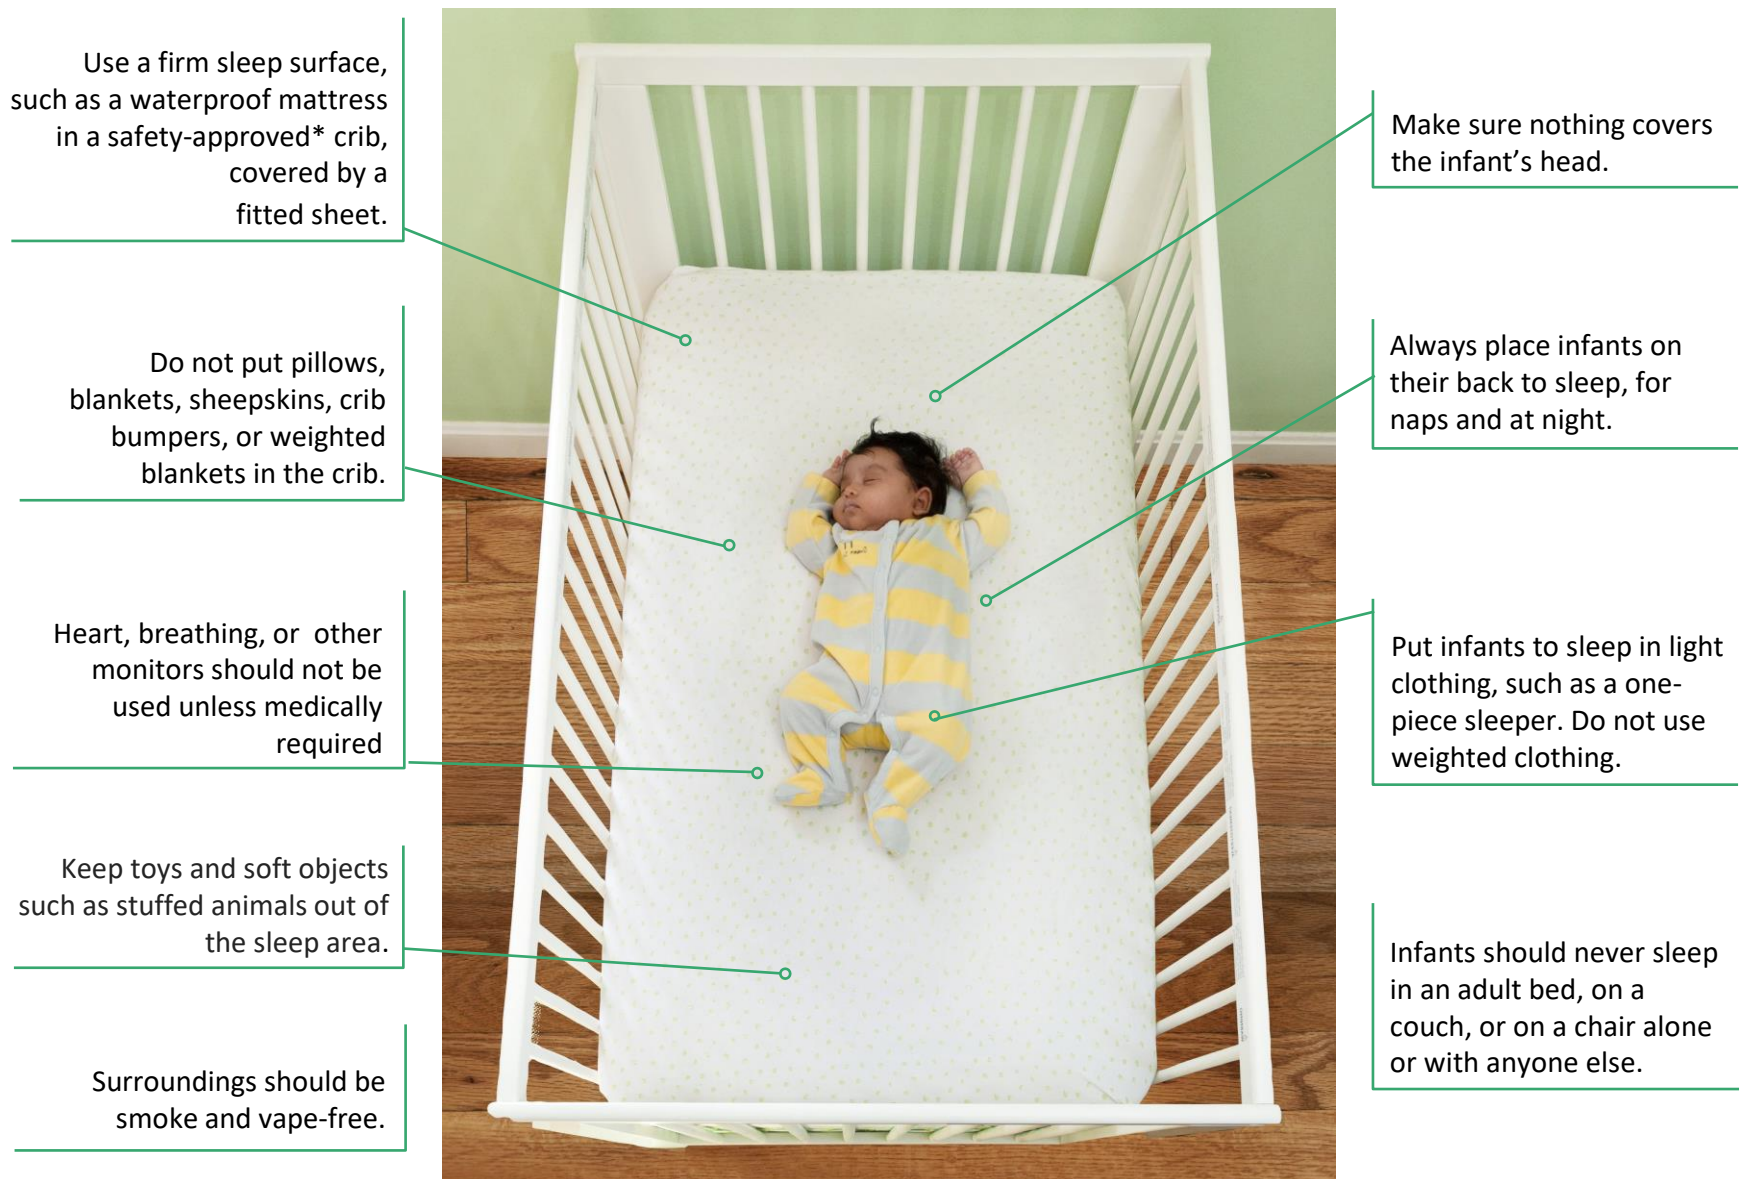 Use a firm sleep surface,
such as a waterproof mattress
in a safety-approved* crib,
covered by a
fitted sheet.
Do not put pillows,
blankets, sheepskins, crib
bumpers, or weighted
blankets in the crib.
Heart, breathing, or  other
monitors should not be
used unless medically
required
Keep toys and soft objects
such as stuffed animals out of
the sleep area.
Surroundings should be
smoke and vape-free.
Make sure nothing covers
the infant’s head.
Always place infants on
their back to sleep, for
naps and at night.
Put infants to sleep in light
clothing, such as a one-
piece sleeper. Do not use
weighted clothing.
Infants should never sleep
in an adult bed, on a
couch, or on a chair alone
or with anyone else.